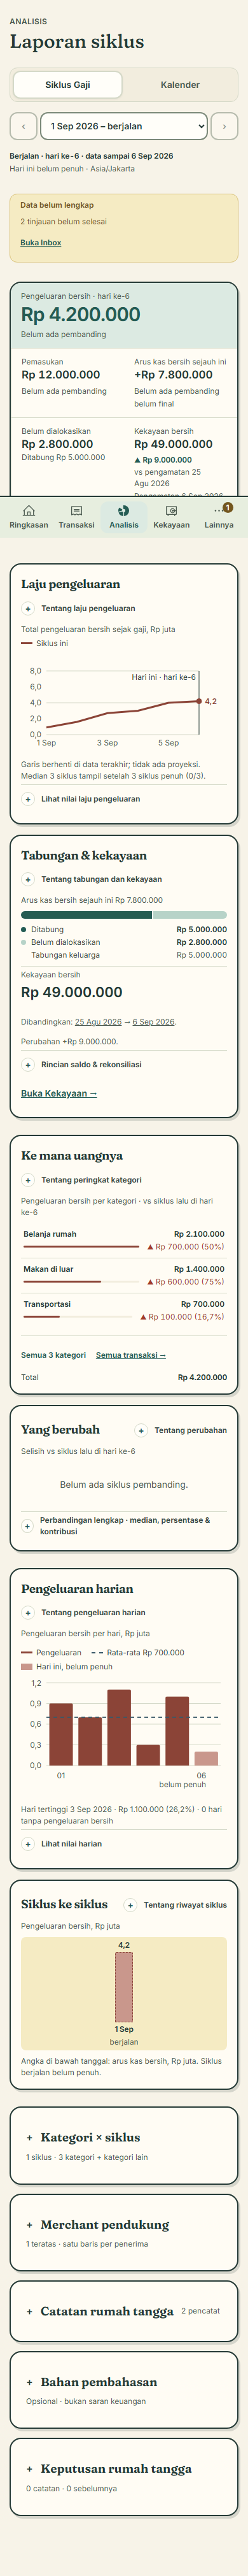 ANALISIS
Laporan siklus
Siklus Gaji
Kalender
‹
1 Sep 2026 – berjalan
›
Berjalan · hari ke-6 · data sampai 6 Sep 2026
Hari ini belum penuh · Asia/Jakarta
Data belum lengkap
2 tinjauan belum selesai
Buka Inbox
Pengeluaran bersih · hari ke-6
Rp 4.200.000
Belum ada pembanding
Pemasukan
Rp 12.000.000
Belum ada pembanding
Arus kas bersih sejauh ini
+Rp 7.800.000
Belum ada pembanding
belum final
Belum dialokasikan
Rp 2.800.000
Ditabung Rp 5.000.000
Kekayaan bersih
Rp 49.000.000
▲ Rp 9.000.000
vs pengamatan 25
Agu 2026
Ringkasan
Transaksi
Analisis
Kekayaan
Lainnya
1
Laju pengeluaran
+ Tentang laju pengeluaran
Total pengeluaran bersih sejak gaji, Rp juta
Siklus ini
Hari ini · hari ke-6
8,0
6,0
4,0
2,0
0,0
4,2
1 Sep
3 Sep
5 Sep
Garis berhenti di data terakhir; tidak ada proyeksi.
Median 3 siklus tampil setelah 3 siklus penuh (0/3).
+ Lihat nilai laju pengeluaran
Tabungan & kekayaan
+ Tentang tabungan dan kekayaan
Arus kas bersih sejauh ini Rp 7.800.000
Ditabung Rp 5.000.000
Belum dialokasikan Rp 2.800.000
Tabungan keluarga Rp 5.000.000
Kekayaan bersih
Rp 49.000.000
Dibandingkan: 25 Agu 2026 → 6 Sep 2026.
Perubahan +Rp 9.000.000.
+ Rincian saldo & rekonsiliasi
Buka Kekayaan →
Ke mana uangnya
+ Tentang peringkat kategori
Pengeluaran bersih per kategori · vs siklus lalu di hari
ke-6
Belanja rumah Rp 2.100.000
▲ Rp 700.000 (50%)
Makan di luar Rp 1.400.000
▲ Rp 600.000 (75%)
Transportasi Rp 700.000
▲ Rp 100.000 (16,7%)
Semua 3 kategori Semua transaksi →
Total Rp 4.200.000
Yang berubah
+ Tentang perubahan
Selisih vs siklus lalu di hari ke-6
Belum ada siklus pembanding.
+ Perbandingan lengkap · median, persentase &
kontribusi
Pengeluaran harian
+ Tentang pengeluaran harian
Pengeluaran bersih per hari, Rp juta
Pengeluaran
Rata-rata Rp 700.000
Hari ini, belum penuh
1,2
0,9
0,6
0,3
0,0
01
06
belum penuh
Hari tertinggi 3 Sep 2026 · Rp 1.100.000 (26,2%) · 0 hari
tanpa pengeluaran bersih
+ Lihat nilai harian
Siklus ke siklus
+ Tentang riwayat siklus
Pengeluaran bersih, Rp juta
4,2
1 Sep
berjalan
Angka di bawah tanggal: arus kas bersih, Rp juta. Siklus
berjalan belum penuh.
+ Kategori × siklus
1 siklus · 3 kategori + kategori lain
+ Merchant pendukung
1 teratas · satu baris per penerima
+ Catatan rumah tangga 2 pencatat
+ Bahan pembahasan
Opsional · bukan saran keuangan
+ Keputusan rumah tangga
0 catatan · 0 sebelumnya